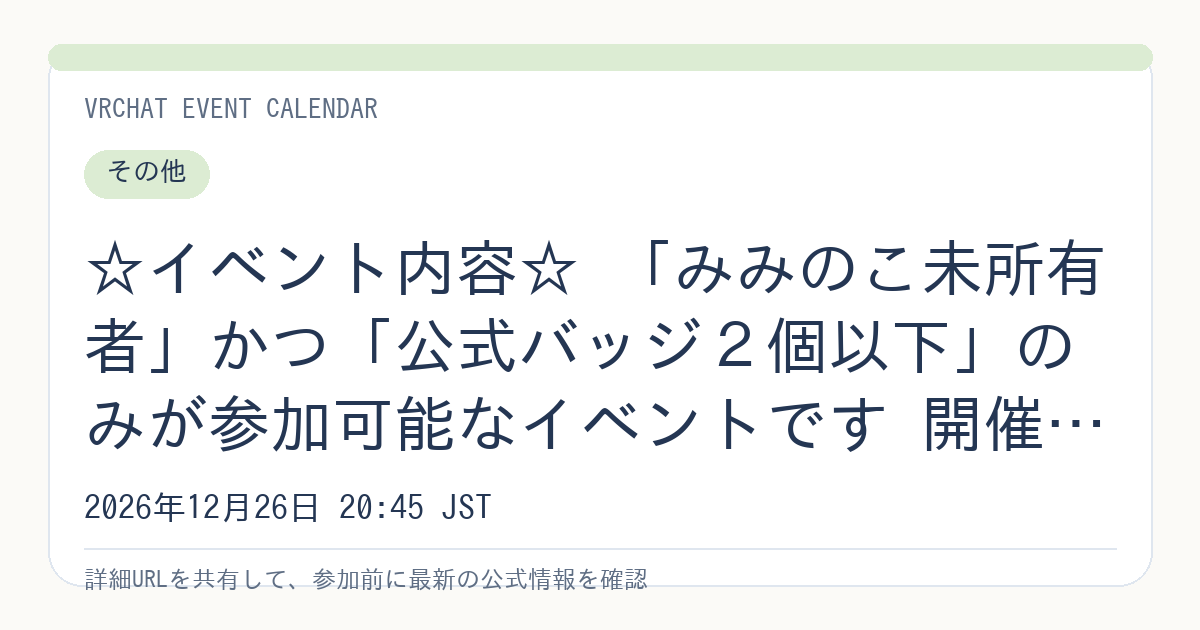 VRCHAT EVENT CALENDAR
その他
☆イベント内容☆　「みみのこ未所有
者」かつ「公式バッジ２個以下」の
みが参加可能なイベントです 開催…
2026年12月26日 20:45 JST
詳細URLを共有して、参加前に最新の公式情報を確認